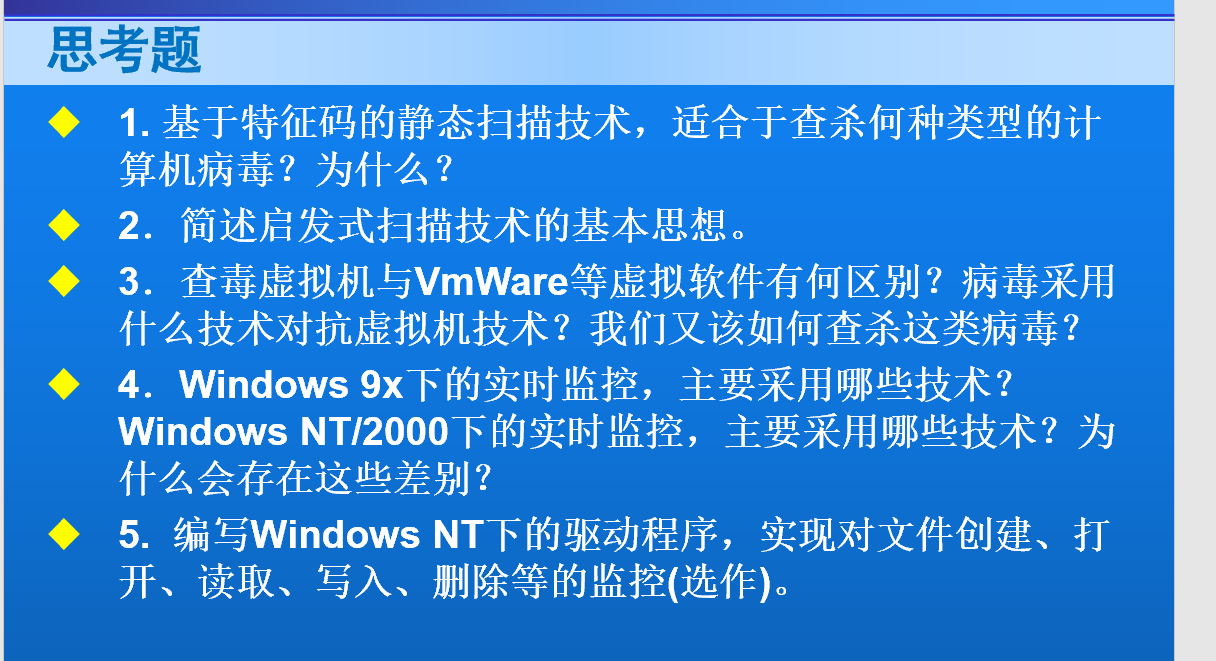 思考题
1. 基于特征码的静态扫描技术，适合于查杀何种类型的计
算机病毒？为什么？
2．简述启发式扫描技术的基本思想。
3．查毒虚拟机与VmWare等虚拟软件有何区别？病毒采用
什么技术对抗虚拟机技术？我们又该如何查杀这类病毒？
4．Windows 9x下的实时监控，主要采用哪些技术？
Windows NT/2000下的实时监控，主要采用哪些技术？为
什么会存在这些差别？
5. 编写Windows NT下的驱动程序，实现对文件创建、打
开、读取、写入、删除等的监控(选作)。